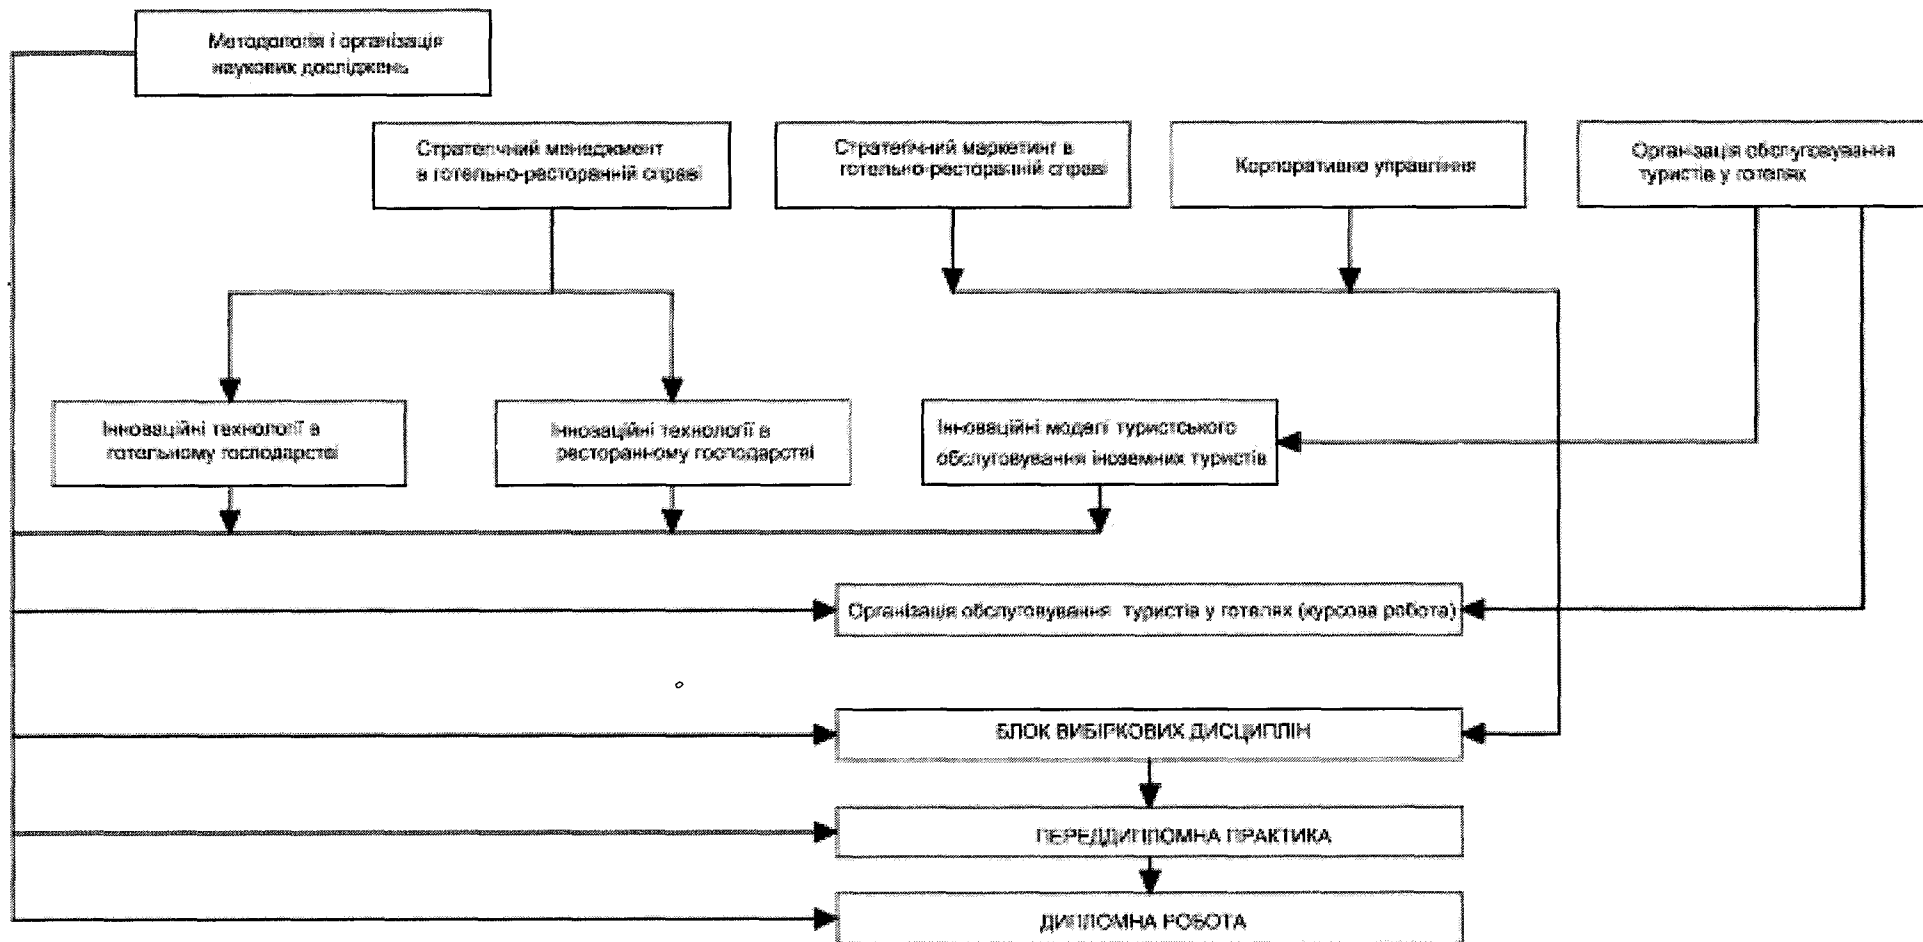 Методологія і організація
наукових досліджень
Стратегічний менеджмент
в готельно-ресторанній справі
Стратегічний маркетинг в
готельно-ресторанній справі
Корпоративне управління
Організація обслуговування
туристів у готелях
Інноваційні технології в
готельному господарстві
Інноваційні технології в
ресторанному господарстві
Інноваційні моделі туристського
обслуговування іноземних туристів
Організація обслуговування туристів у готелях (курсова робота)
БЛОК ВИБІРКОВИХ ДИСЦИПЛІН
ПЕРЕДДИПЛОМНА ПРАКТИКА
ДИПЛОМНА РОБОТА